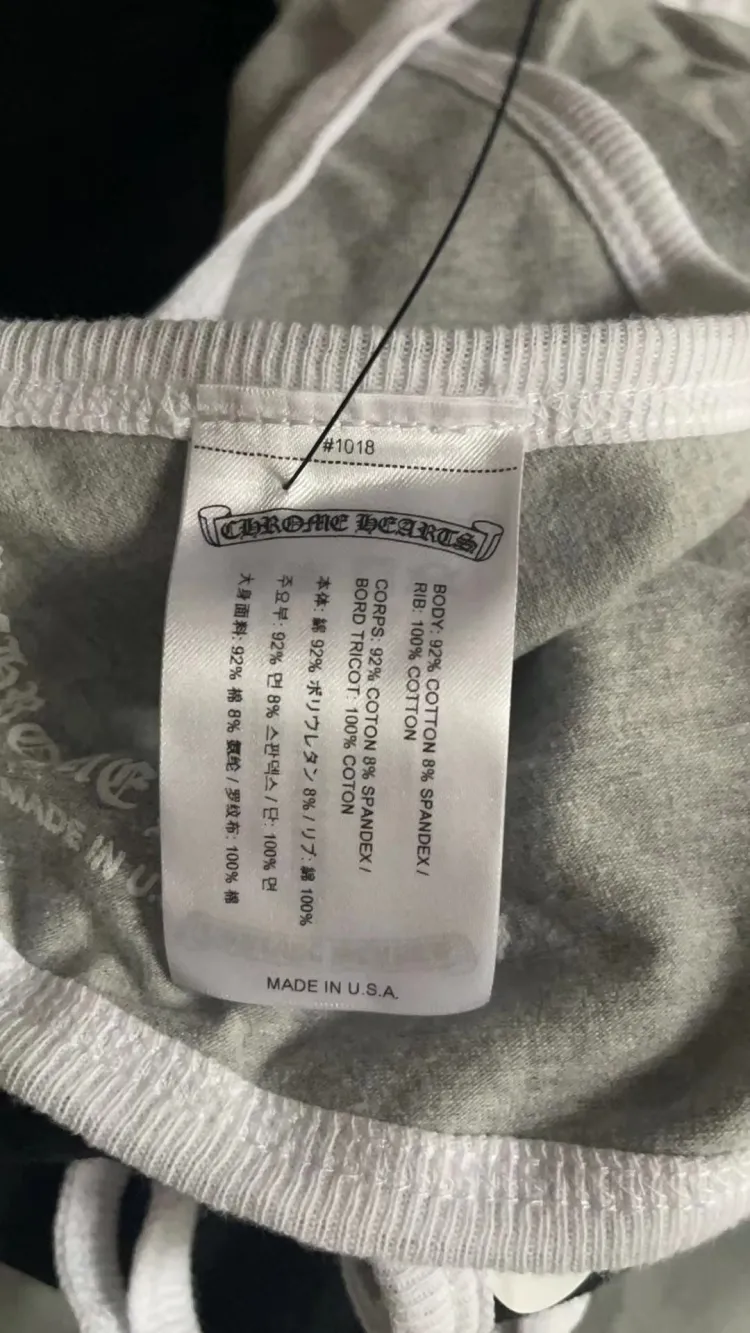 #1018
CHROME HEARTS
BODY: 92% COTTON 8% SPANDEX /
RIB: 100% COTTON
CORPS: 92% COTON 8% SPANDEX /
BORD TRICOT: 100% COTON
本体: 綿 92% ポリウレタン 8% / リブ: 綿 100%
주요부: 92% 면 8% 스판덱스 / 단: 100% 면
大身面料: 92% 棉 8% 氨纶 / 罗纹布: 100% 棉
MADE IN U.S.A.
CHROME
MADE IN U.